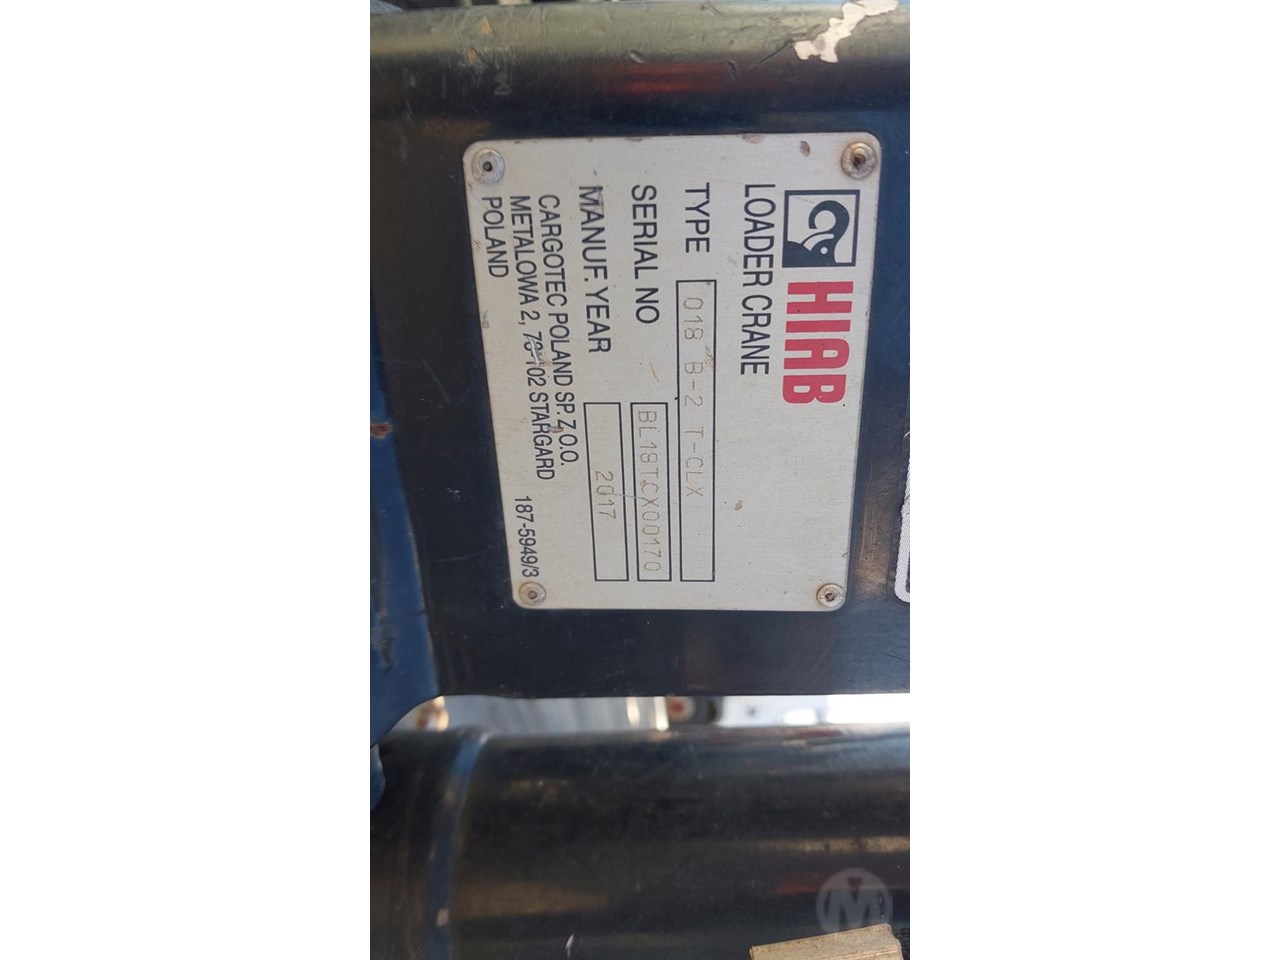 HIAB
LOADER CRANE
TYPE 018 B-2 T-CLX
SERIAL NO BL18TCX00170
MANUF. YEAR 2017
CARGOTEC POLAND SP. Z.O.O.
METALOWA 2, 73-102 STARGARD
POLAND
187-5949/3
M